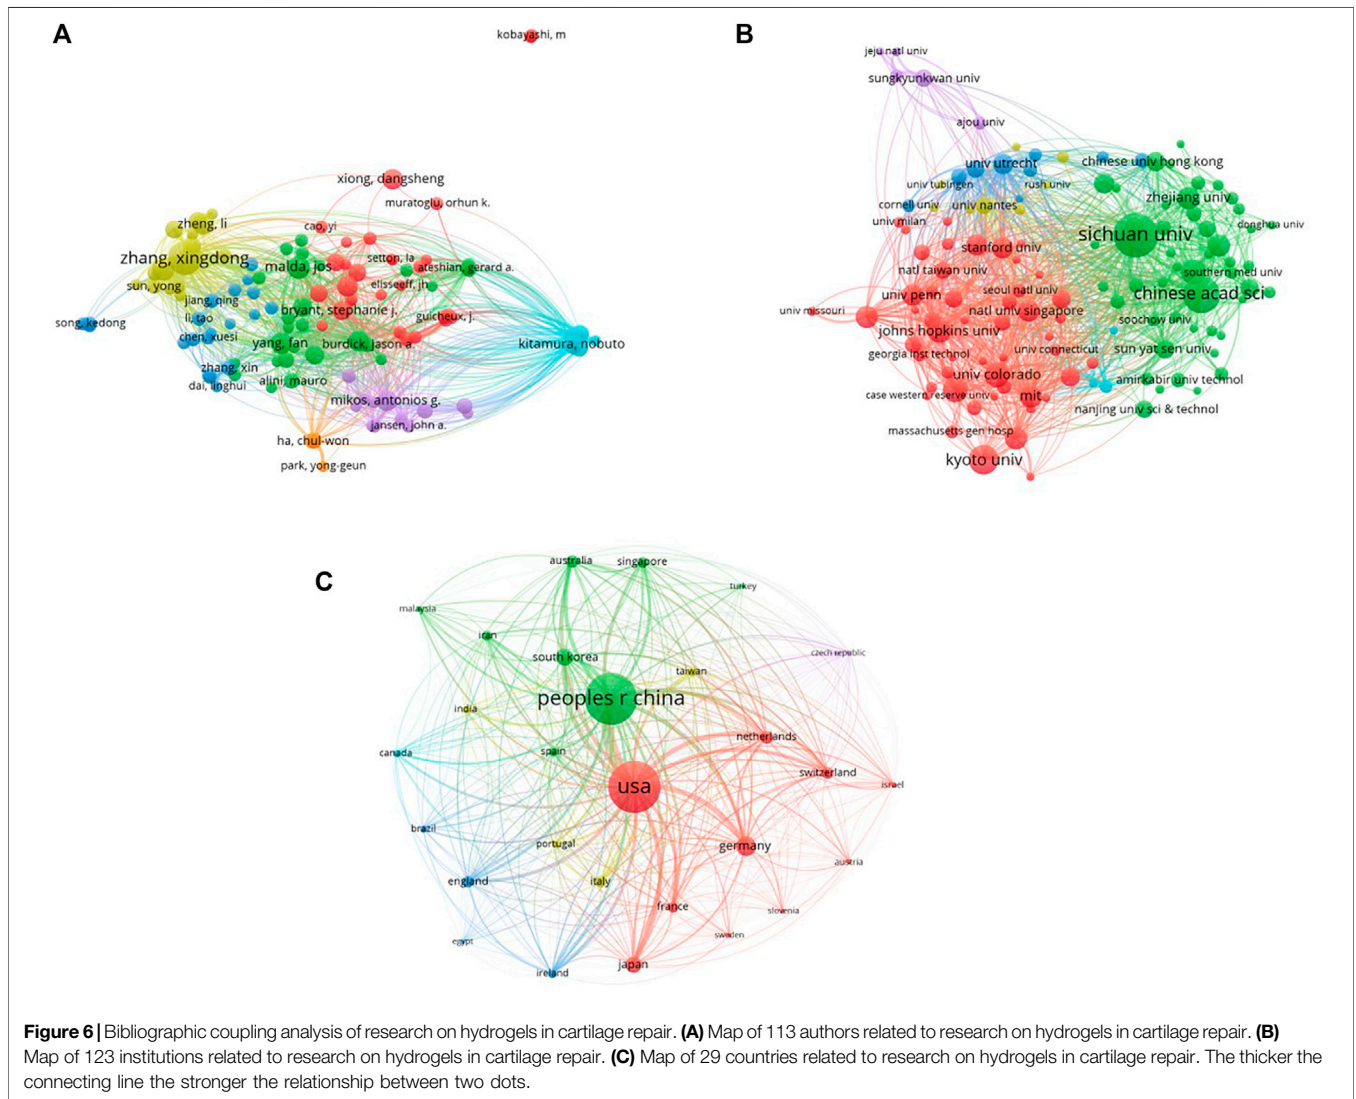 A
kobayashi, m
xiong, dangsheng
muratoglu, orhun k.
zheng, li
cao, yi
zhang, xingdong
setton, la
malda, jos
ateshian, gerard a.
sun, yong
elisseeff, jh
jiang, qing
bryant, stephanie j.
li, tao
guicheux, j.
song, kedong
chen, xuesi
yang, fan
burdick, jason a.
kitamura, nobuto
zhang, xin
dai, linghui
alini, mauro
mikos, antonios g.
jansen, john a.
ha, chul-won
park, yong-geun
B
jeju natl univ
sungkyunkwan univ
ajou univ
univ utrecht
chinese univ hong kong
univ tubingen
rush univ
zhejiang univ
cornell univ
univ nantes
univ milan
donghua univ
sichuan univ
stanford univ
natl taiwan univ
southern med univ
seoul natl univ
univ penn
chinese acad sci
univ missouri
natl univ singapore
soochow univ
johns hopkins univ
georgia inst technol
univ connecticut
sun yat sen univ
univ colorado
amirkabir univ technol
case western reserve univ
mit
nanjing univ sci & technol
massachusetts gen hosp
kyoto univ
C
australia
singapore
turkey
malaysia
iran
south korea
czech republic
taiwan
peoples r china
india
netherlands
canada
spain
switzerland
usa
israel
brazil
portugal
germany
austria
england
italy
france
slovenia
sweden
egypt
japan
ireland
Figure 6 | Bibliographic coupling analysis of research on hydrogels in cartilage repair. (A) Map of 113 authors related to research on hydrogels in cartilage repair. (B)
Map of 123 institutions related to research on hydrogels in cartilage repair. (C) Map of 29 countries related to research on hydrogels in cartilage repair. The thicker the
connecting line the stronger the relationship between two dots.